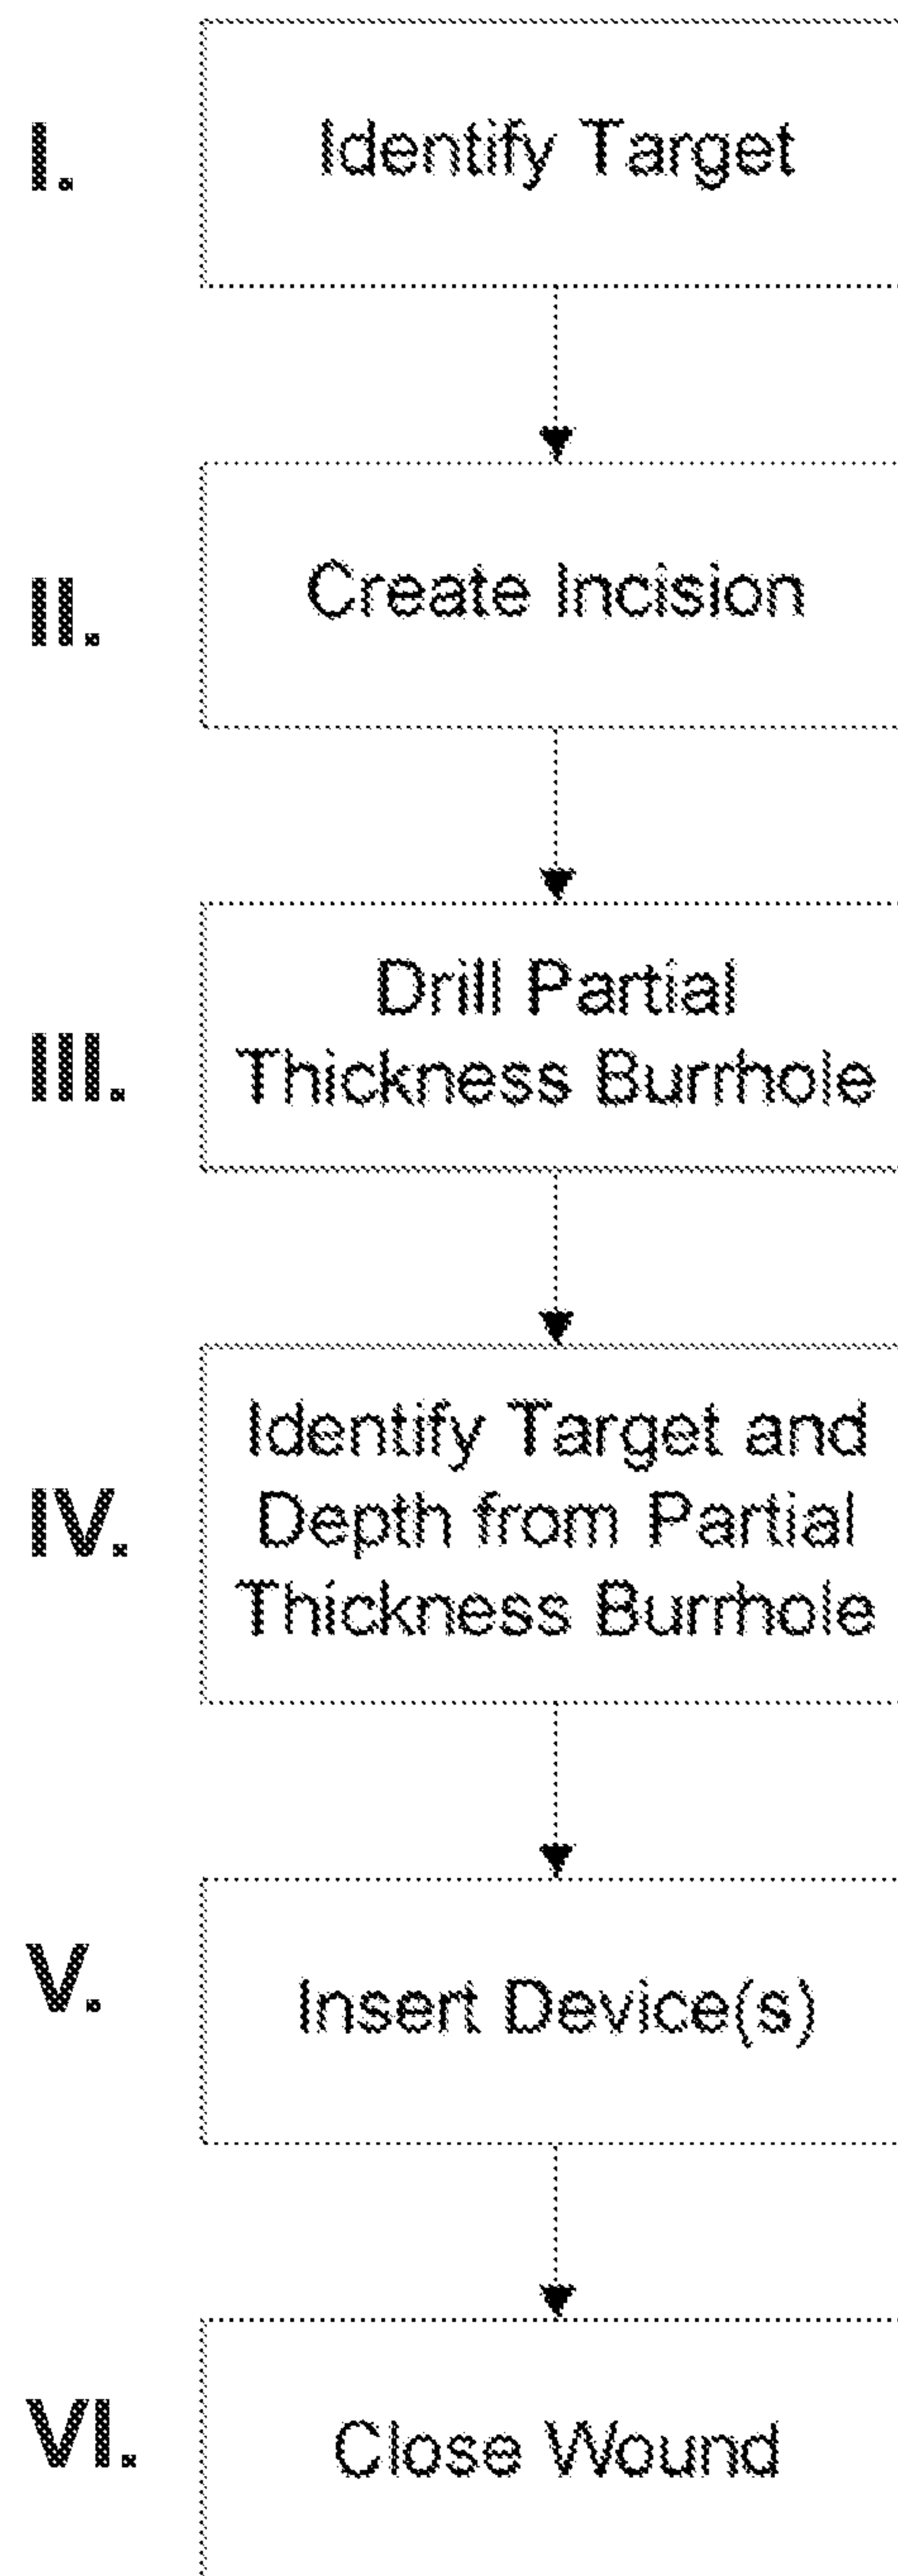 I.
Identify Target
II.
Create Incision
III.
Drill Partial
Thickness Burrhole
IV.
Identify Target and
Depth from Partial
Thickness Burrhole
V.
Insert Device(s)
VI.
Close Wound